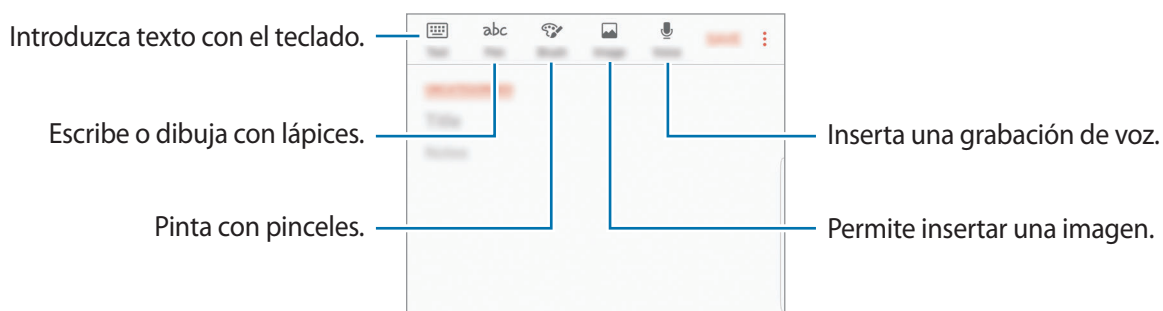 Introduzca texto con el teclado.
abc
Escribe o dibuja con lápices.
Inserta una grabación de voz.
Pinta con pinceles.
Permite insertar una imagen.